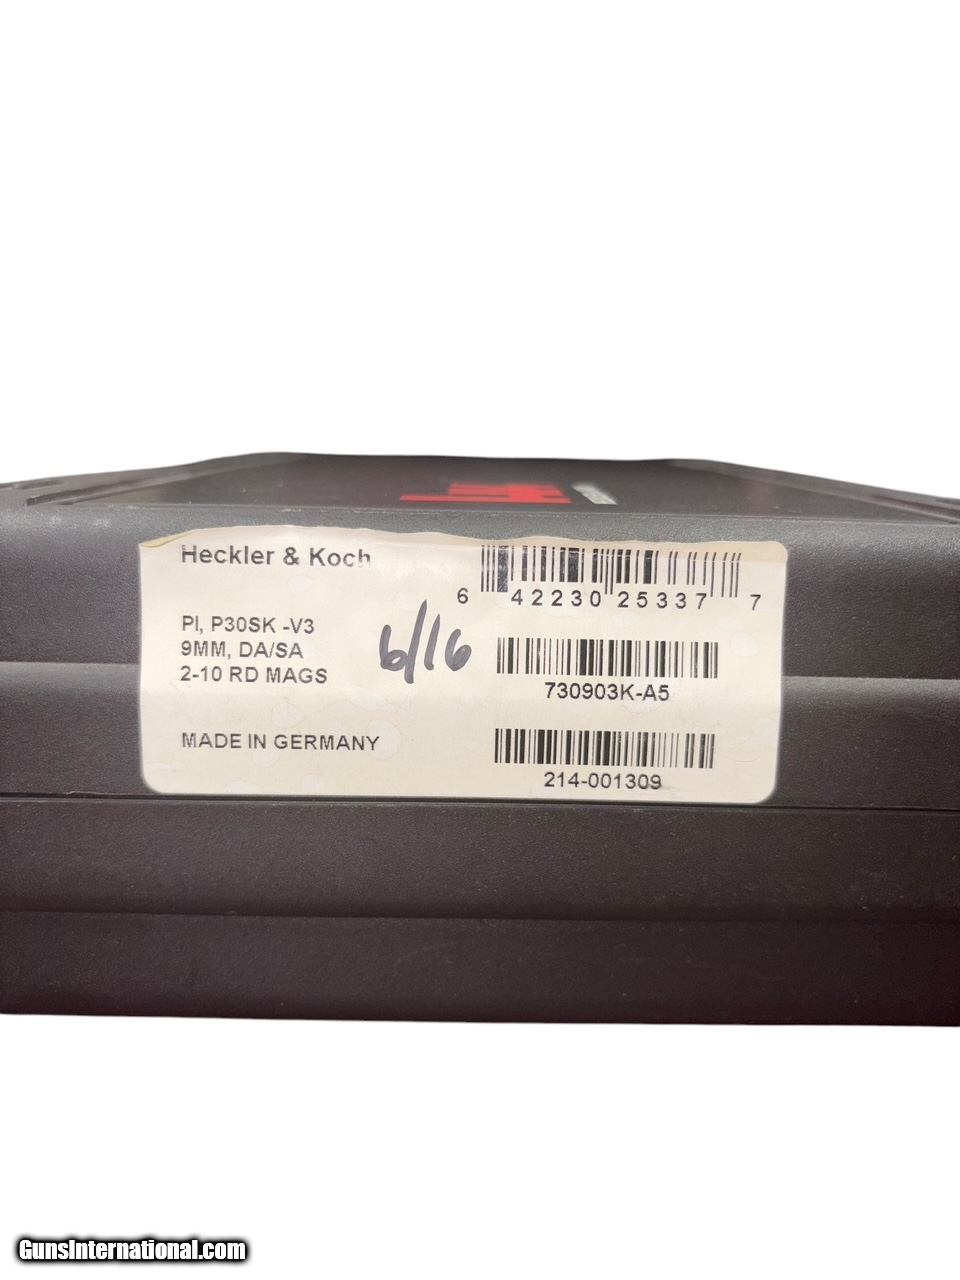 Heckler & Koch
6 42230 25337 7
PI, P30SK -V3
9MM, DA/SA
2-10 RD MAGS
6/16
730903K-A5
MADE IN GERMANY
214-001309
GunsInternational.com